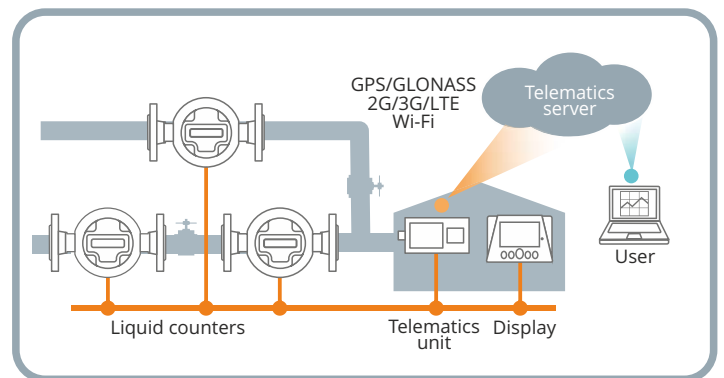 GPS/GLONASS
2G/3G/LTE
Wi-Fi
Telematics
server
User
Liquid counters
Telematics
unit
Display